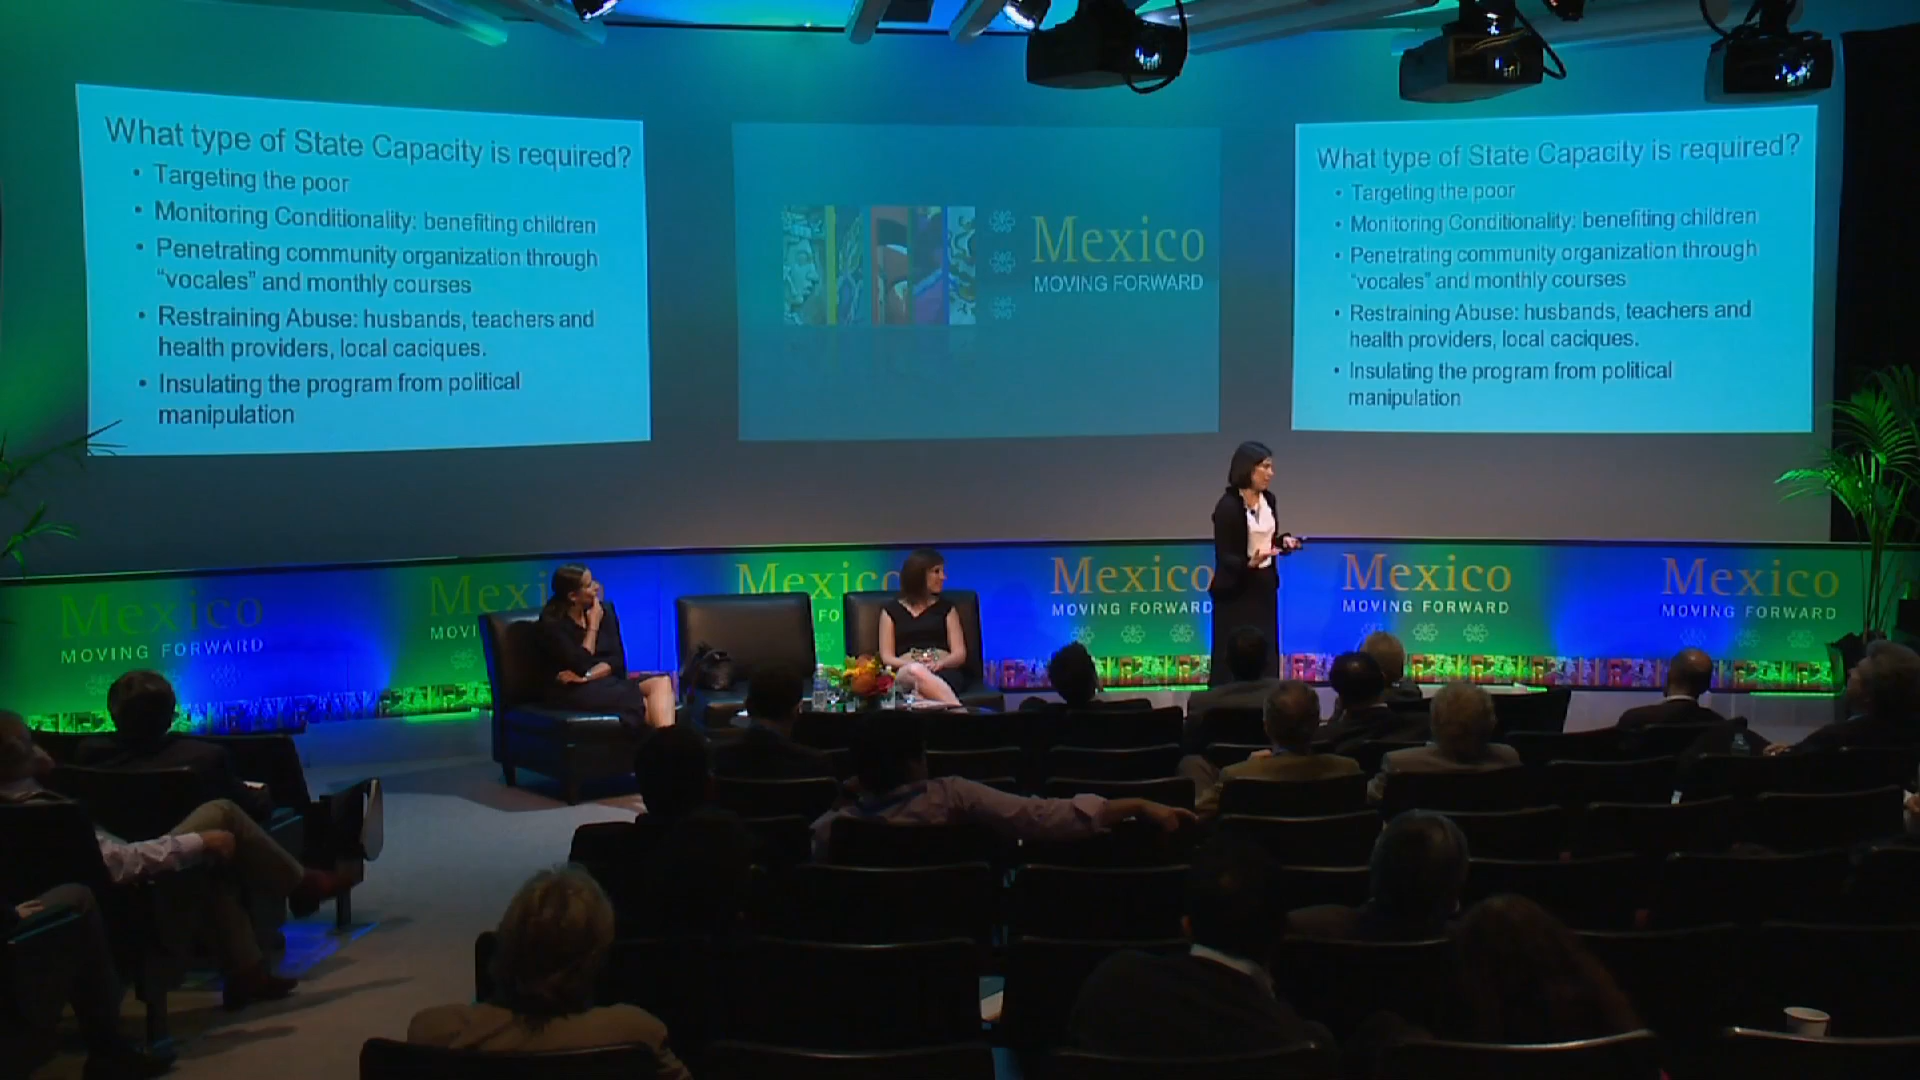 What type of State Capacity is required?
• Targeting the poor
• Monitoring Conditionality: benefiting children
• Penetrating community organization through
“vocales” and monthly courses
• Restraining Abuse: husbands, teachers and
health providers, local caciques.
• Insulating the program from political
manipulation
Mexico
MOVING FORWARD
What type of State Capacity is required?
• Targeting the poor
• Monitoring Conditionality: benefiting children
• Penetrating community organization through
“vocales” and monthly courses
• Restraining Abuse: husbands, teachers and
health providers, local caciques.
• Insulating the program from political
manipulation
Mexico
MOVING FORWARD
Mexi
MOVI
Mexico
FO
Mexico
MOVING FORWARD
Mexico
MOVING FORWARD
Mexico
MOVING FORWARD